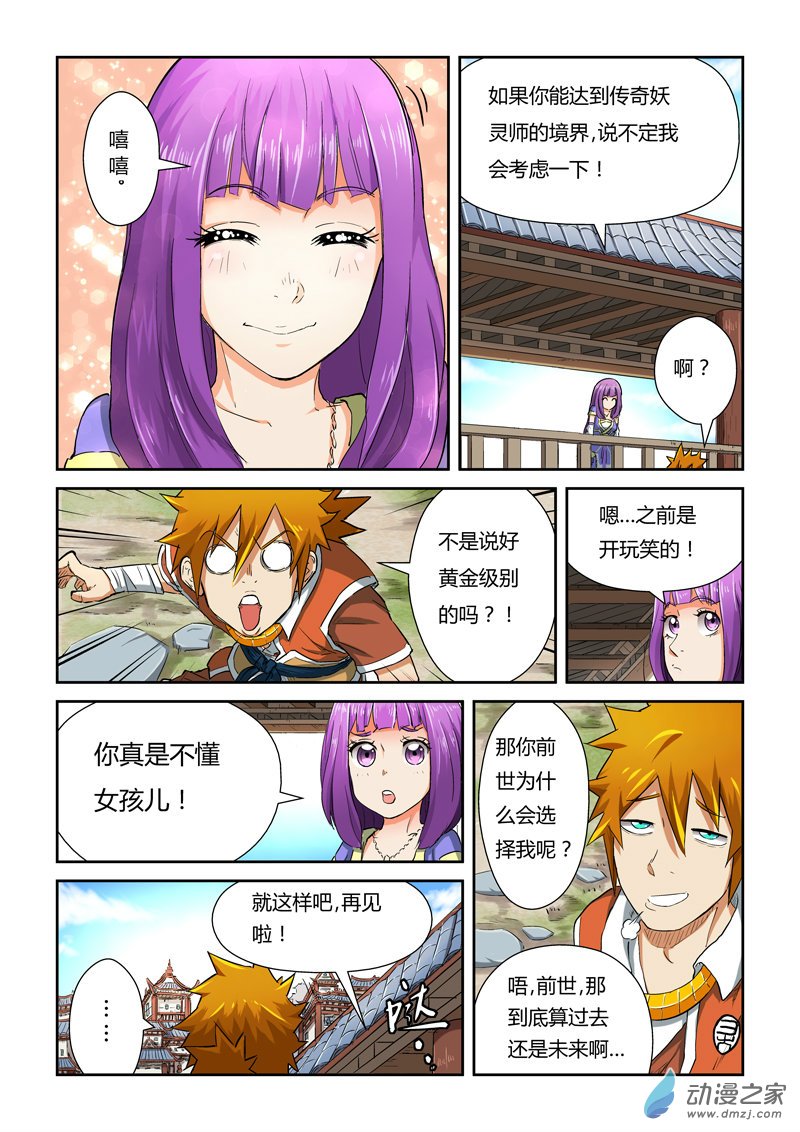 嘻
嘻。
如果你能达到传奇妖
灵师的境界,说不定我
会考虑一下！
啊？
不是说好
黄金级别
的吗？！
嗯...之前是
开玩笑的！
你真是不懂
女孩儿！
那你前
世为什
么会选
择我呢？
唔,前世,那
到底算过去
还是未来啊...
就这样吧,再见
啦！
……
哒…
动漫之家
www.dmzj.com